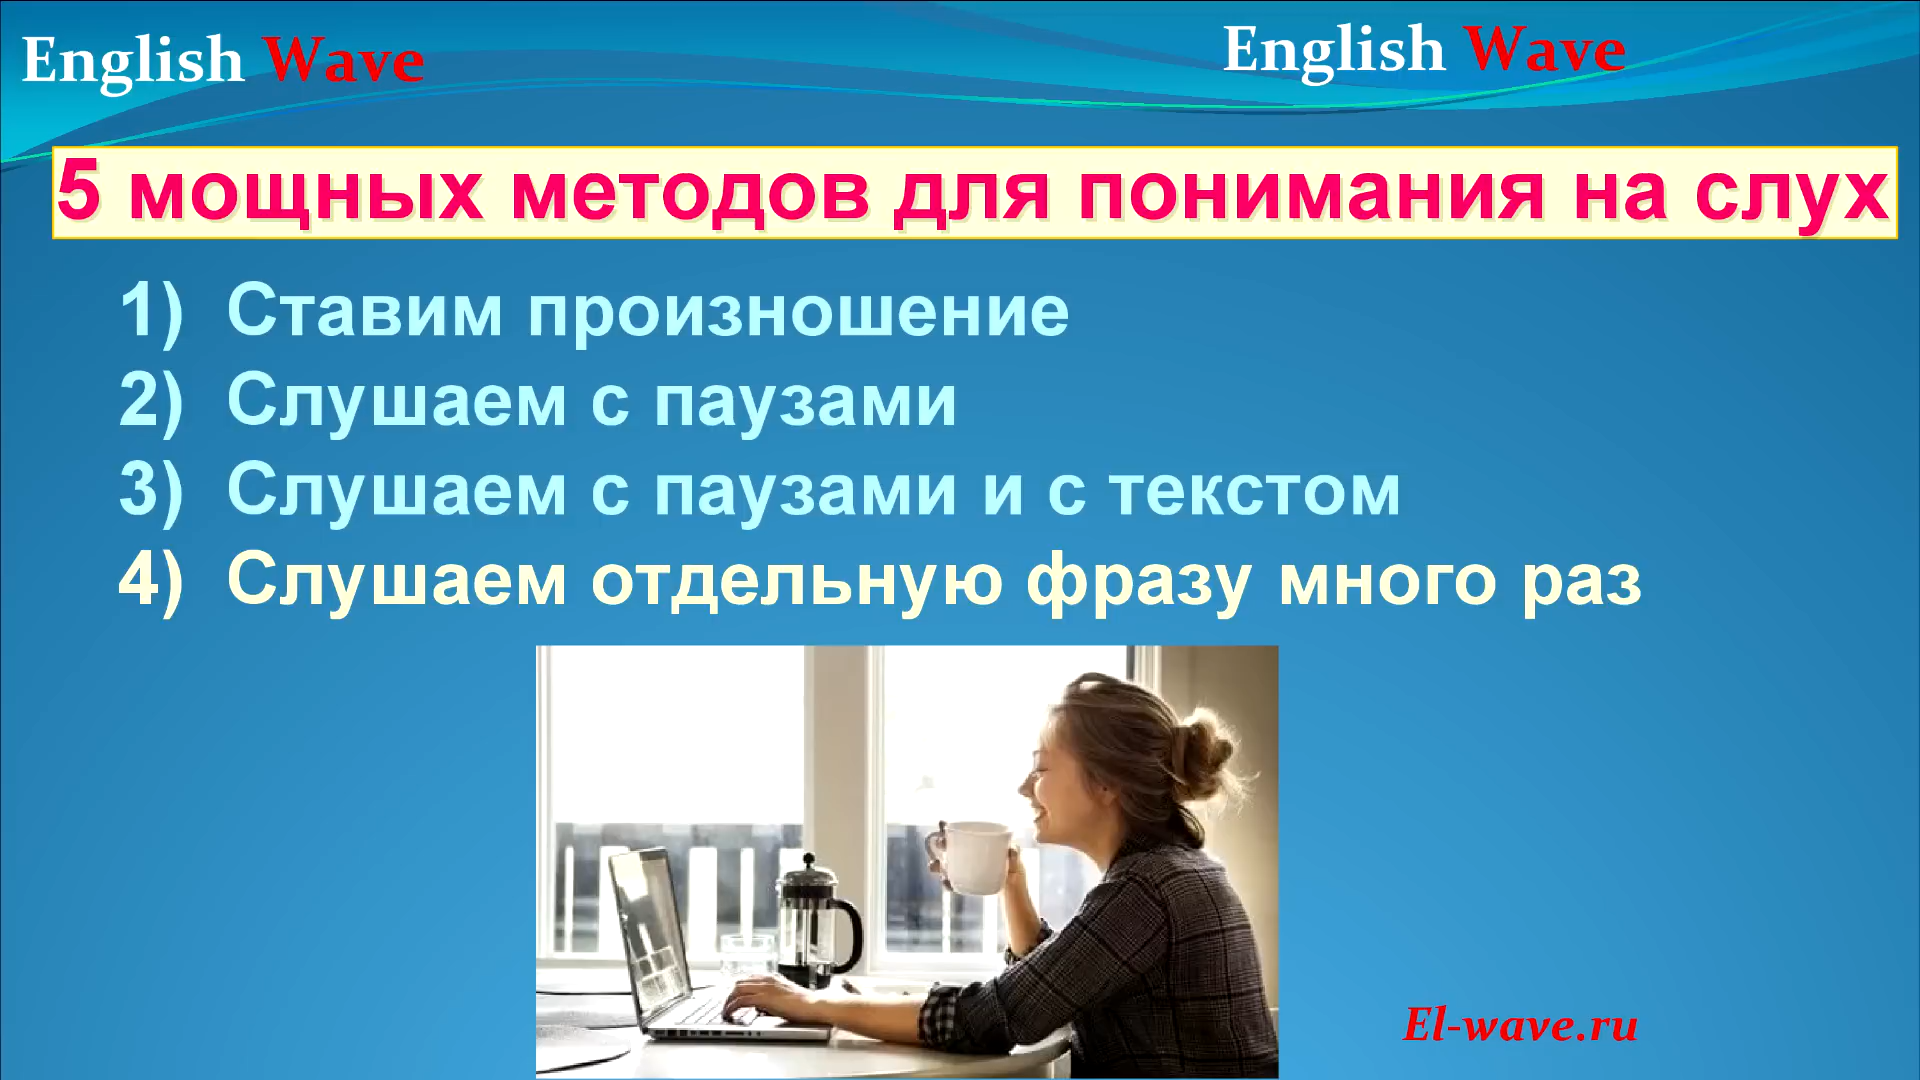 English Wave
English Wave
5 мощных методов для понимания на слух
1) Ставим произношение
2) Слушаем с паузами
3) Слушаем с паузами и с текстом
4) Слушаем отдельную фразу много раз
El-wave.ru